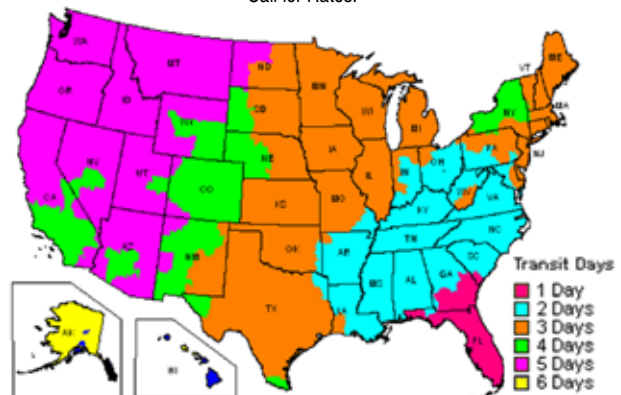 Call for Rates.
WA
MT
ND
MN
VT
ME
OR
ID
SD
WI
MI
NY
MA
NV
UT
NE
IA
IL
IN
OH
PA
NJ
CA
CO
KS
MO
WV
VA
KY
AZ
NM
OK
AR
TN
NC
SC
TX
LA
MS
AL
GA
FL
AK
HI
Transit Days
1 Day
2 Days
3 Days
4 Days
5 Days
6 Days